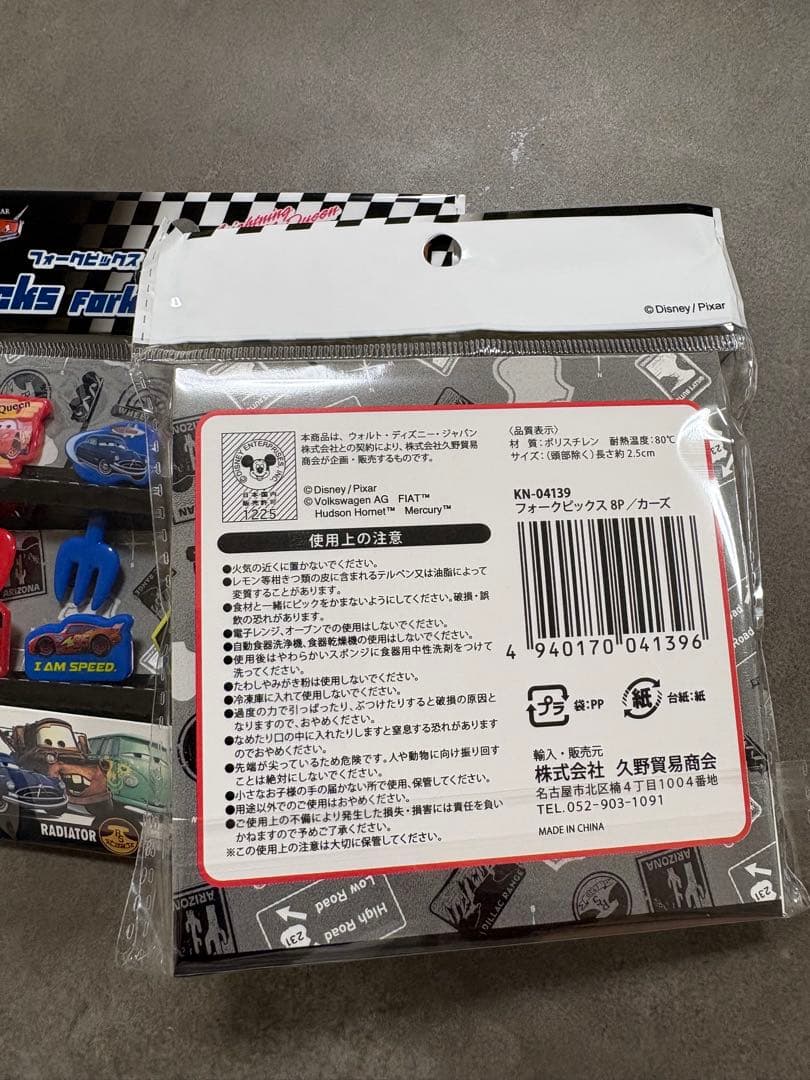 Lightning
フォークピックス
Fork
©Disney/Pixar
I AM SPEED.
ARIZONA
RADIATOR
本商品は、ウォルト・ディズニー・ジャパン
株式会社との契約により、株式会社久野貿易
商会が企画・販売するものです。
DISNEY ENTERPRISES, INC.
日本国内
販売許可
1225
©Disney/Pixar
©Volkswagen AG FIAT™
Hudson Hornet™ Mercury™
使用上の注意
●火気の近くに置かないでください。
●レモン等柑きつ類の皮に含まれるテルペン又は油脂によって
変質することがあります。
●食材と一緒にピックをかまないようにしてください。破損・誤
飲の恐れがあります。
●電子レンジ、オーブンでの使用はしないでください。
●自動食器洗浄機、食器乾燥機の使用はしないでください。
●使用後はやわらかいスポンジに食器用中性洗剤をつけて
洗ってください。
●たわしやみがき粉は使用しないでください。
●冷凍庫に入れて使用しないでください。
●過度の力で引っぱったり、ぶつけたりすると破損の原因と
なりますので、おやめください。
●なめたり口の中に入れたりしますと窒息する恐れがあります
のでおやめください。
●先端が尖っているため危険です。人や動物に向け振り回す
ことは絶対にしないでください。
●小さなお子様の手の届かない所で使用、保管してください。
●用途以外でのご使用はおやめください。
●ご使用上の不備により発生した損失・損害には責任を負い
かねますので予めご了承ください。
※この使用上の注意は大切に保管してください。
〈品質表示〉
材 質：ポリスチレン 耐熱温度：80℃
サイズ：（頭部除く）長さ約 2.5cm
KN-04139
フォークピックス 8P／カーズ
4 940170 041396
プラ 袋：PP
紙 台紙：紙
輸入・販売元
株式会社 久野貿易商会
名古屋市北区楠4丁目1004番地
TEL.052-903-1091
MADE IN CHINA
ARIZONA
231
High Road
Low Road
DILLAC RANGE
ARIZONA
231